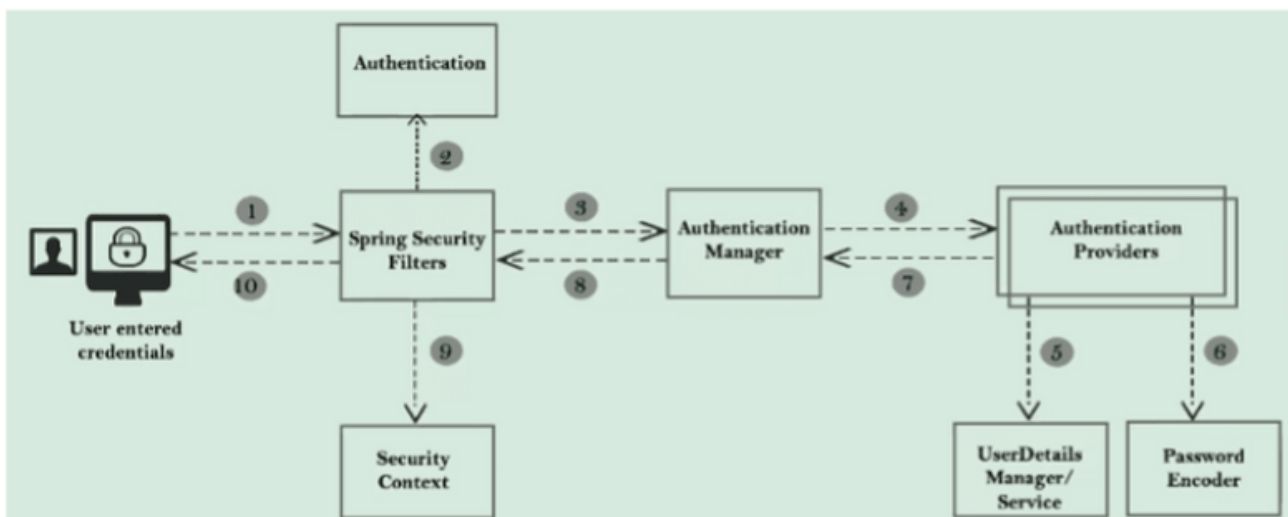 Authentication
2
1
3
4
Spring Security
Filters
Authentication
Manager
Authentication
Providers
10
8
7
User entered
credentials
9
5
6
Security
Context
UserDetails
Manager/
Service
Password
Encoder